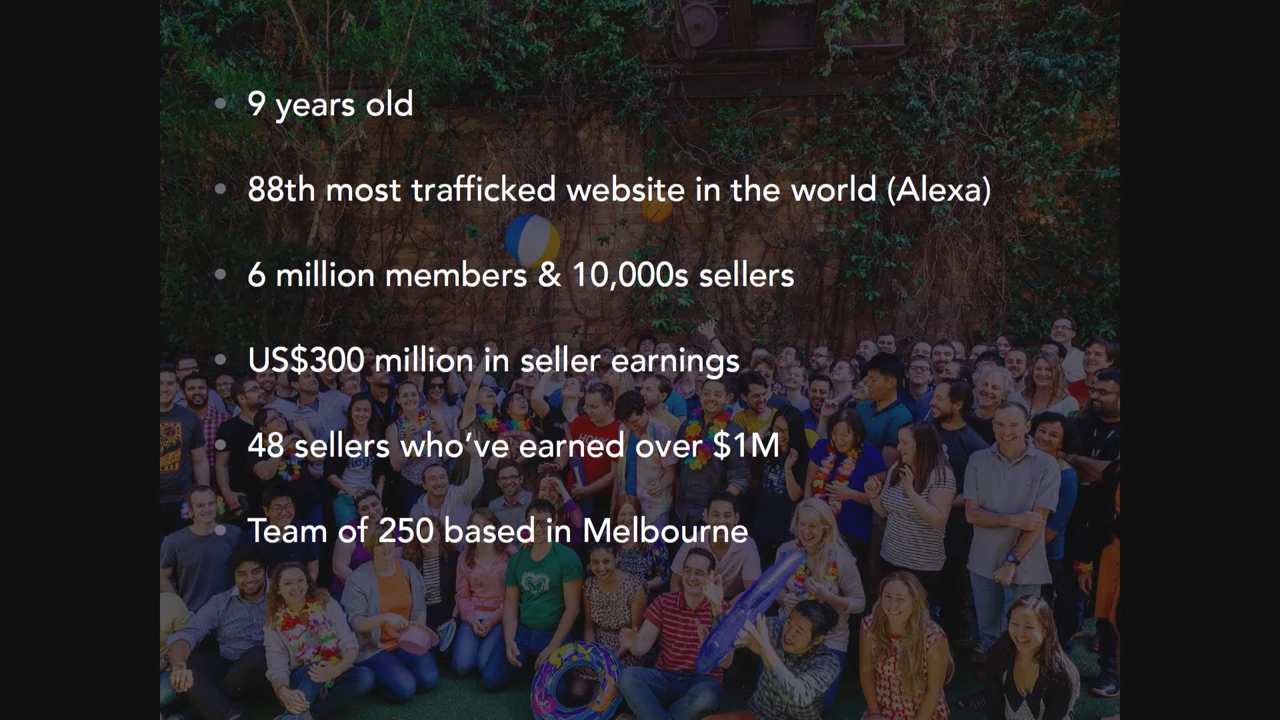 • 9 years old
• 88th most trafficked website in the world (Alexa)
• 6 million members & 10,000s sellers
• US$300 million in seller earnings
• 48 sellers who’ve earned over $1M
• Team of 250 based in Melbourne